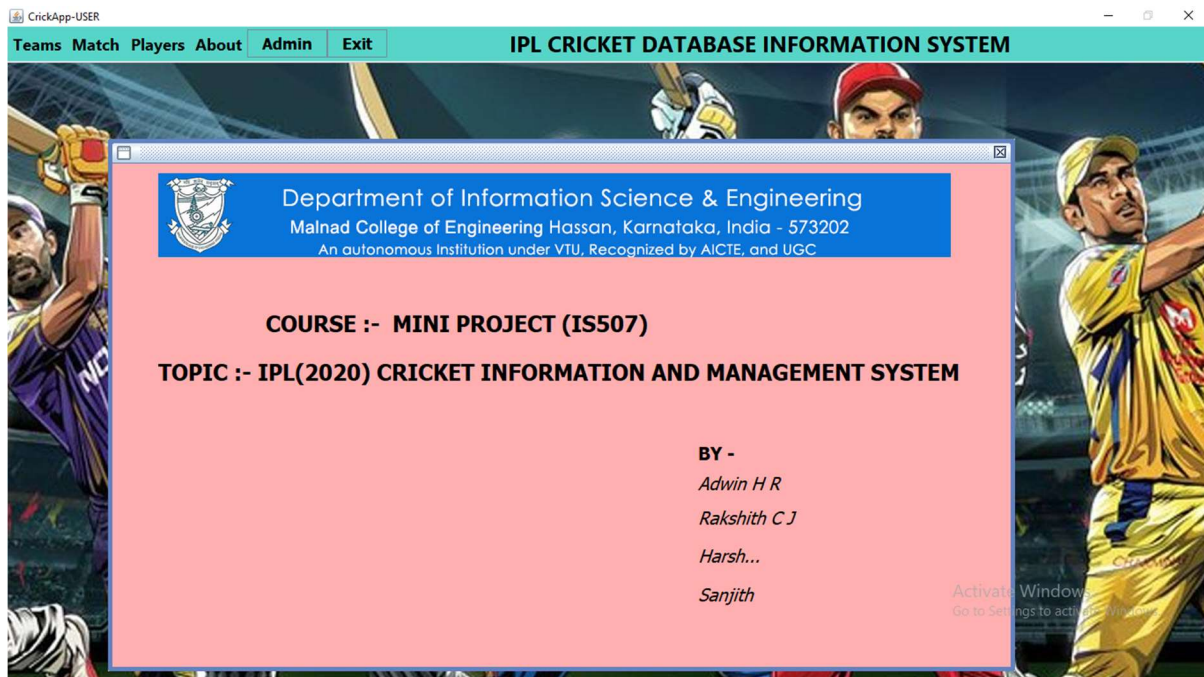 CrickApp-USER
Teams Match Players About Admin Exit IPL CRICKET DATABASE INFORMATION SYSTEM
Department of Information Science & Engineering
Malnad College of Engineering Hassan, Karnataka, India - 573202
An autonomous Institution under VTU, Recognized by AICTE, and UGC
COURSE :- MINI PROJECT (IS507)
TOPIC :- IPL(2020) CRICKET INFORMATION AND MANAGEMENT SYSTEM
BY -
Adwin H R
Rakshith C J
Harsh...
Sanjith
Activate Windows
Go to Settings to activate Windows.